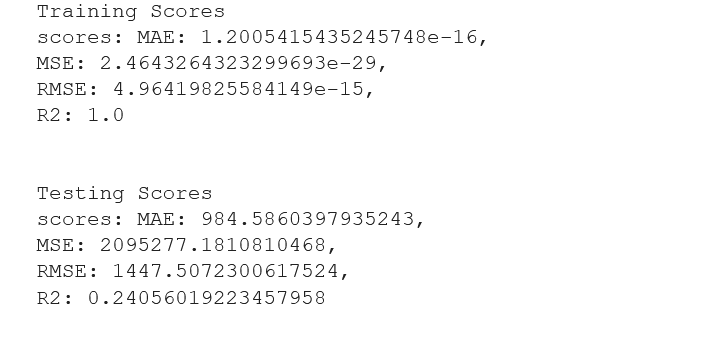 Training Scores
scores: MAE: 1.2005415435245748e-16,
MSE: 2.4643264323299693e-29,
RMSE: 4.96419825584149e-15,
R2: 1.0
Testing Scores
scores: MAE: 984.5860397935243,
MSE: 2095277.1810810468,
RMSE: 1447.5072300617524,
R2: 0.24056019223457958